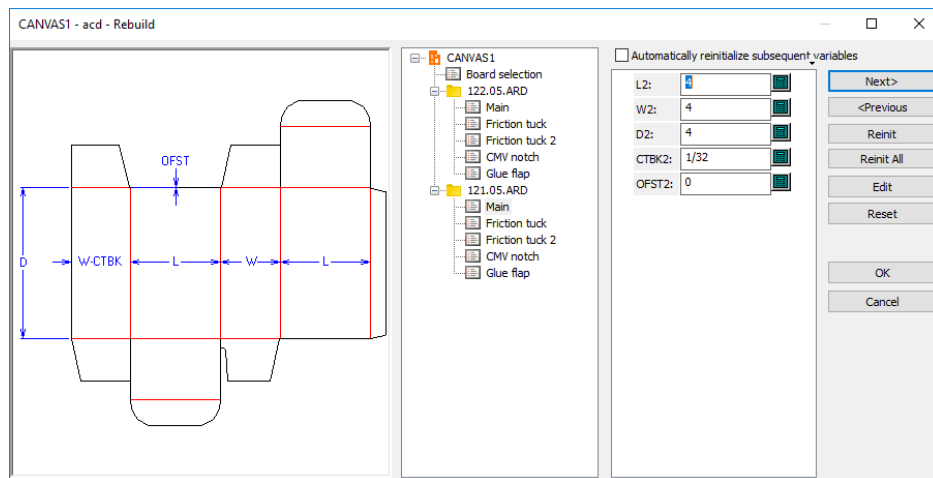 CANVAS1 - acd - Rebuild
OFST
D
W-CTBK
L
W
L
CANVAS1
Board selection
122.05.ARD
Main
Friction tuck
Friction tuck 2
CMV notch
Glue flap
121.05.ARD
Main
Friction tuck
Friction tuck 2
CMV notch
Glue flap
Automatically reinitialize subsequent variables
L2: 4
W2: 4
D2: 4
CTBK2: 1/32
OFST2: 0
Next>
<Previous
Reinit
Reinit All
Edit
Reset
OK
Cancel